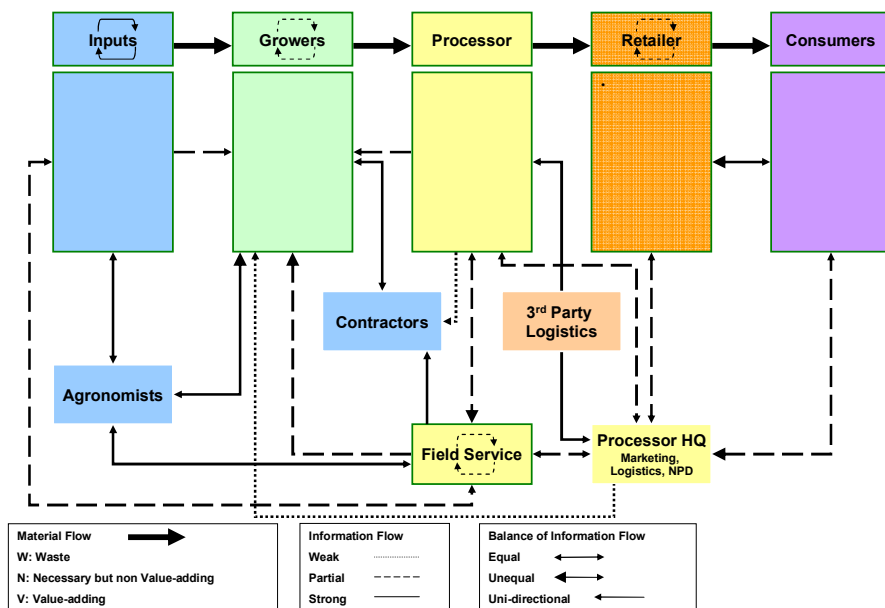 Inputs
Growers
Processor
Retailer
Consumers
Contractors
3rd Party
Logistics
Agronomists
Field Service
Processor HQ
Marketing,
Logistics, NPD
Material Flow
W: Waste
N: Necessary but non Value-adding
V: Value-adding
Information Flow
Weak
Partial
Strong
Balance of Information Flow
Equal
Unequal
Uni-directional